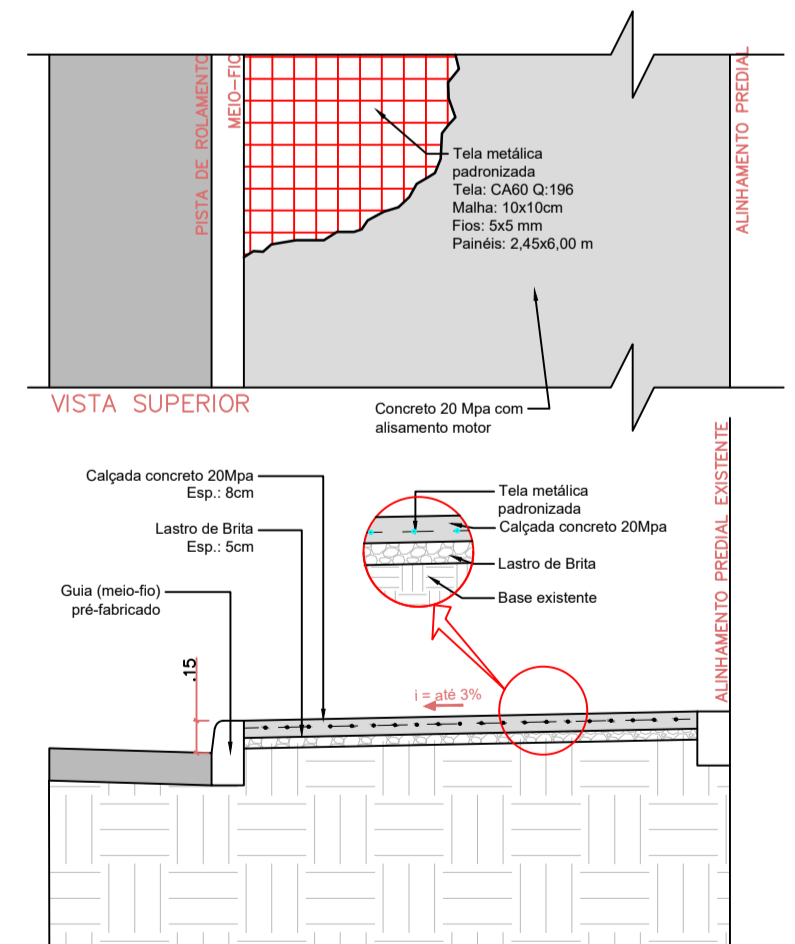 PISTA DE ROLAMENTO
MEIO-FIO
ALINHAMENTO PREDIAL
Tela metálica
padronizada
Tela: CA60 Q:196
Malha: 10x10cm
Fios: 5x5 mm
Painéis: 2,45x6,00 m
VISTA SUPERIOR
Concreto 20 Mpa com
alisamento motor
ALINHAMENTO PREDIAL EXISTENTE
Calçada concreto 20Mpa
Esp.: 8cm
Lastro de Brita
Esp.: 5cm
Guia (meio-fio)
pré-fabricado
Tela metálica
padronizada
Calçada concreto 20Mpa
Lastro de Brita
Base existente
.15
i = até 3%